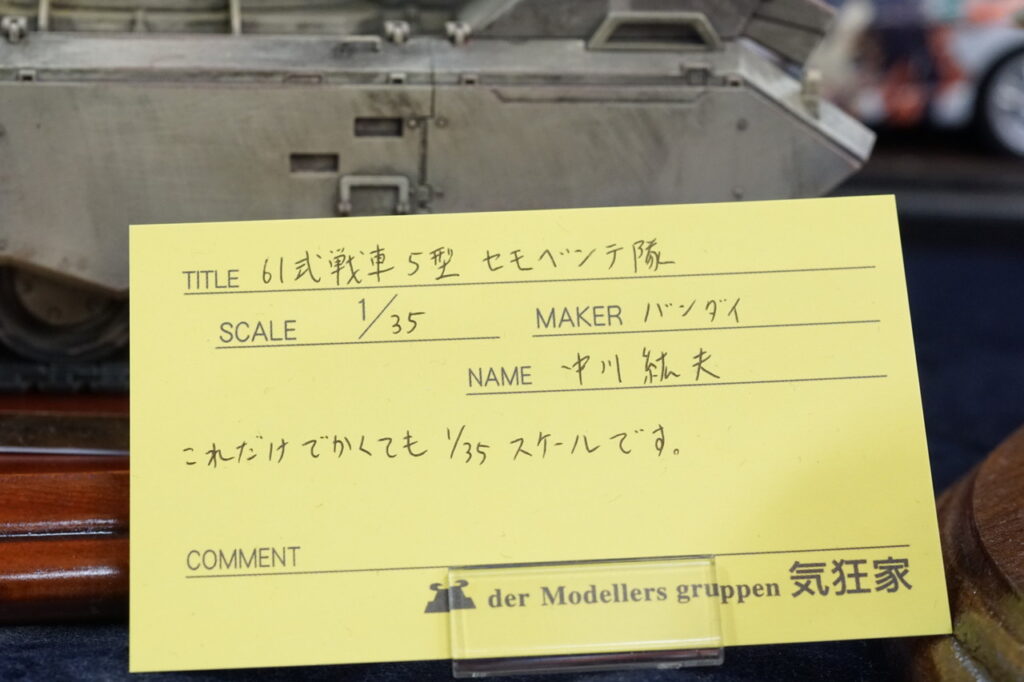 TITLE 61式戦車5型 セモベンテ隊
SCALE 1/35 MAKER バンダイ
NAME 中川 紘夫
これだけでかくても 1/35 スケールです。
COMMENT
der Modellers gruppen 気狂家